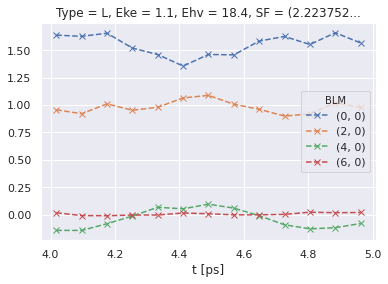 Type = L, Eke = 1.1, Ehv = 18.4, SF = (2.223752...
1.50
1.25
1.00
0.75
0.50
0.25
0.00
BLM
(0, 0)
(2, 0)
(4, 0)
(6, 0)
4.0 4.2 4.4 4.6 4.8 5.0
t [ps]